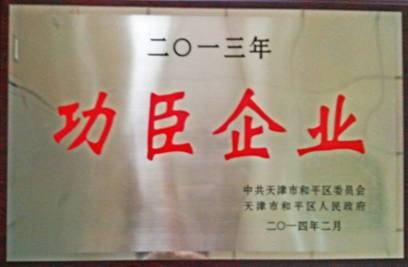 二〇一三年
功臣企业
中共天津市和平区委员会
天津市和平区人民政府
二〇一四年二月